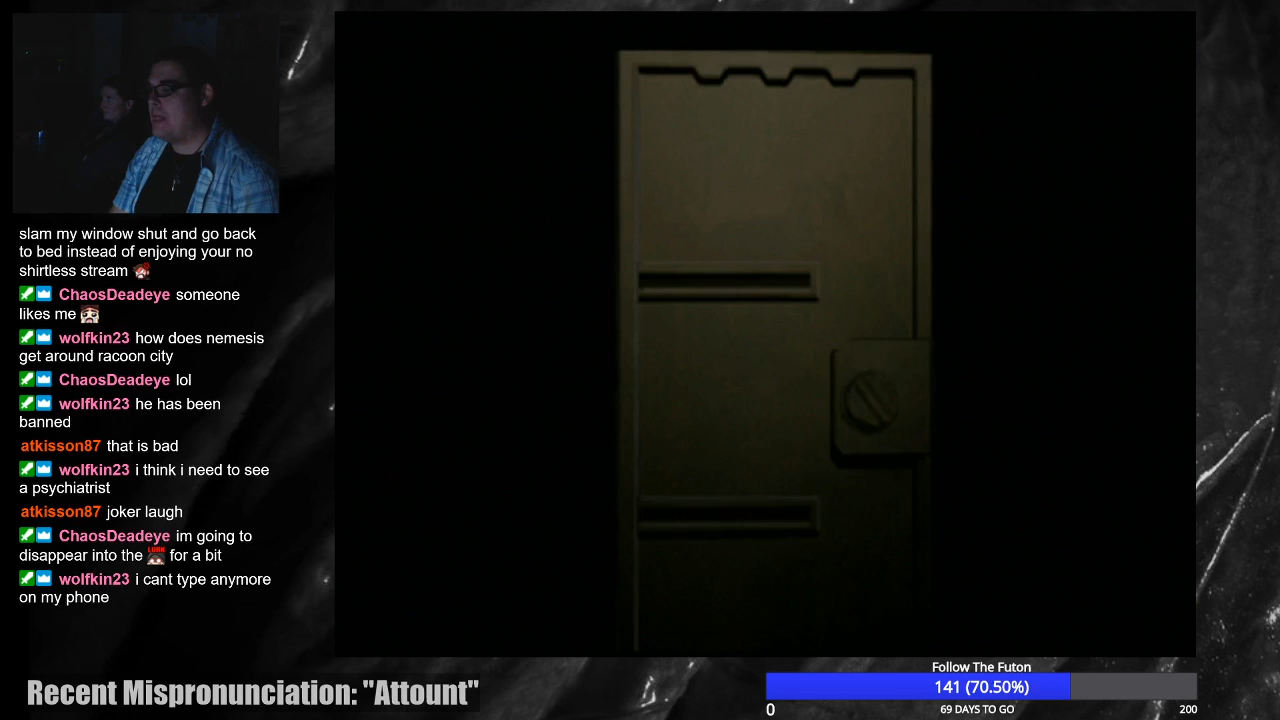 slam my window shut and go back
to bed instead of enjoying your no
shirtless stream
ChaosDeadeye someone
likes me
wolfkin23 how does nemesis
get around racoon city
ChaosDeadeye lol
wolfkin23 he has been
banned
atkisson87 that is bad
wolfkin23 i think i need to see
a psychiatrist
atkisson87 joker laugh
ChaosDeadeye im going to
disappear into the LURK for a bit
wolfkin23 i cant type anymore
on my phone
Recent Mispronunciation: "Attount"
Follow The Futon
141 (70.50%)
0 69 DAYS TO GO 200